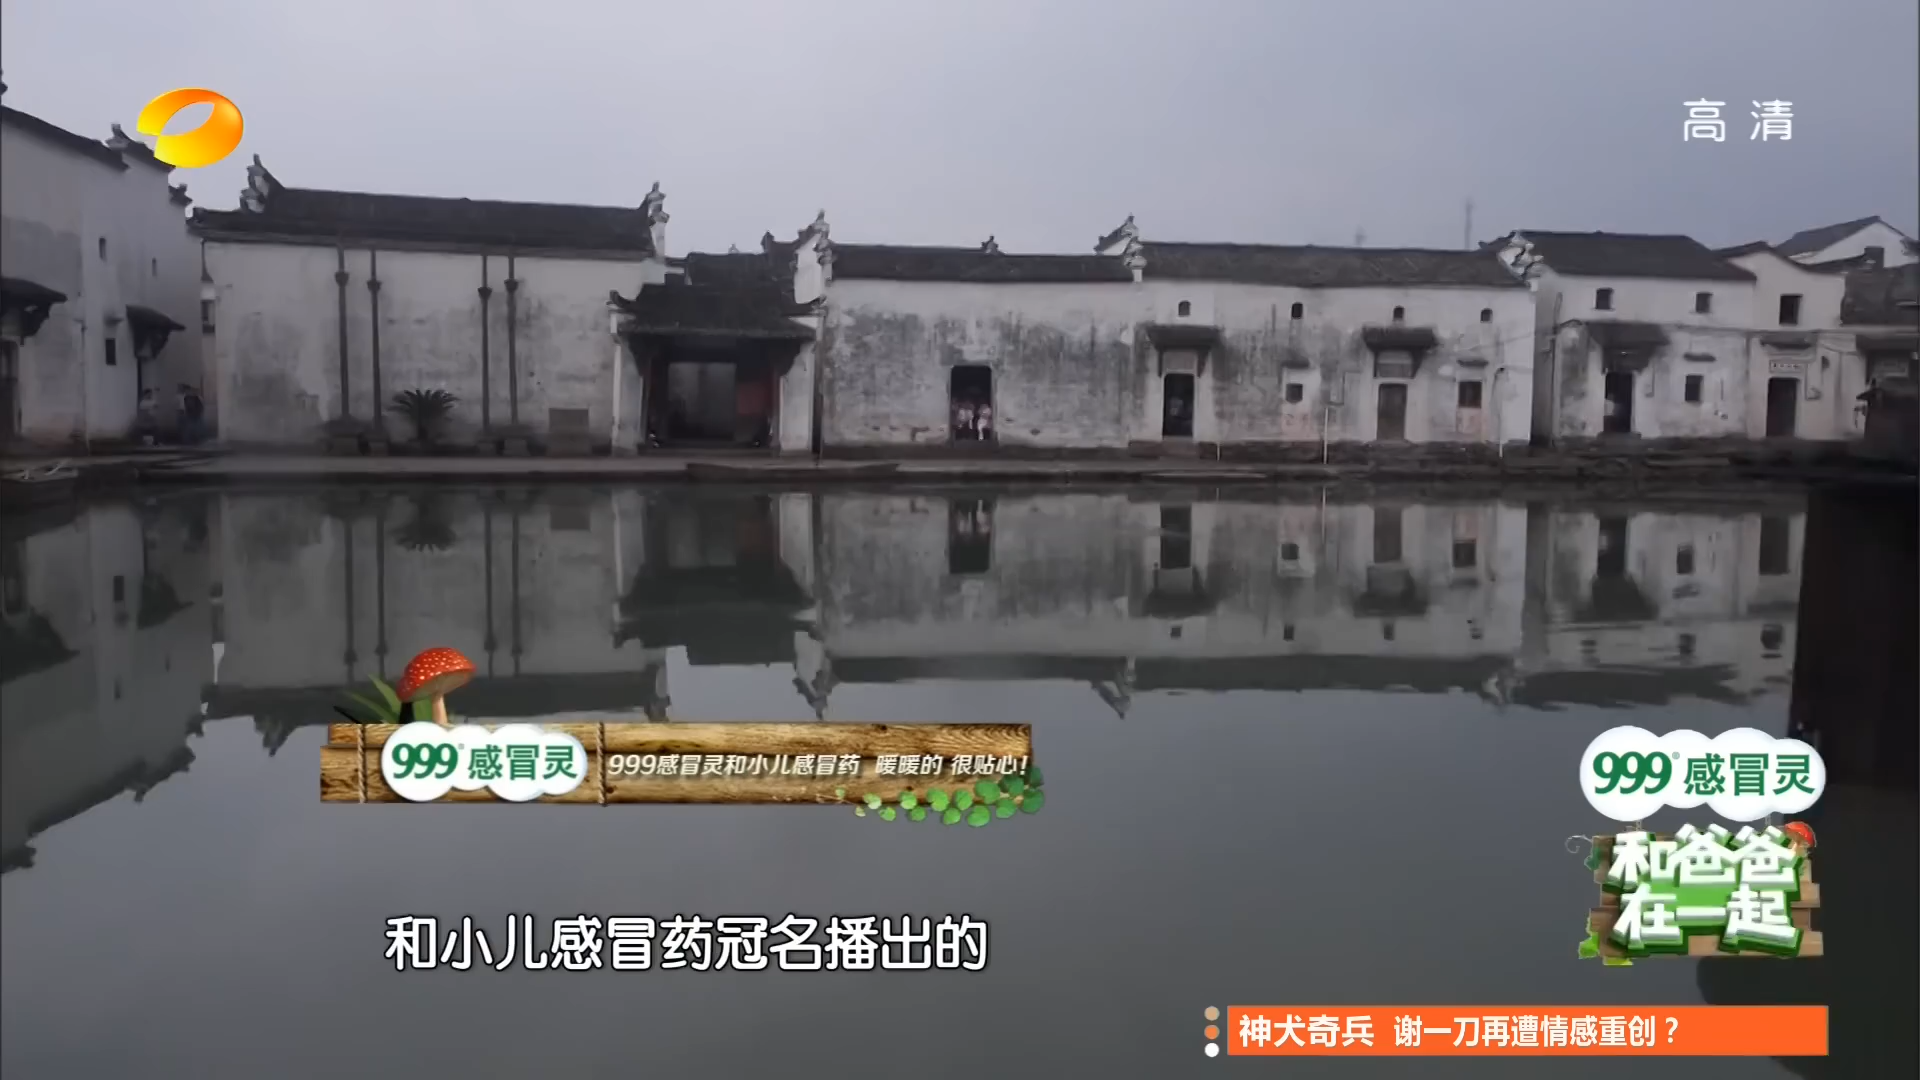 高清
999感冒灵
999感冒灵和小儿感冒药 暖暖的 很贴心!
999感冒灵
和爸爸
在一起
和小儿感冒药冠名播出的
神犬奇兵 谢一刀再遭情感重创？